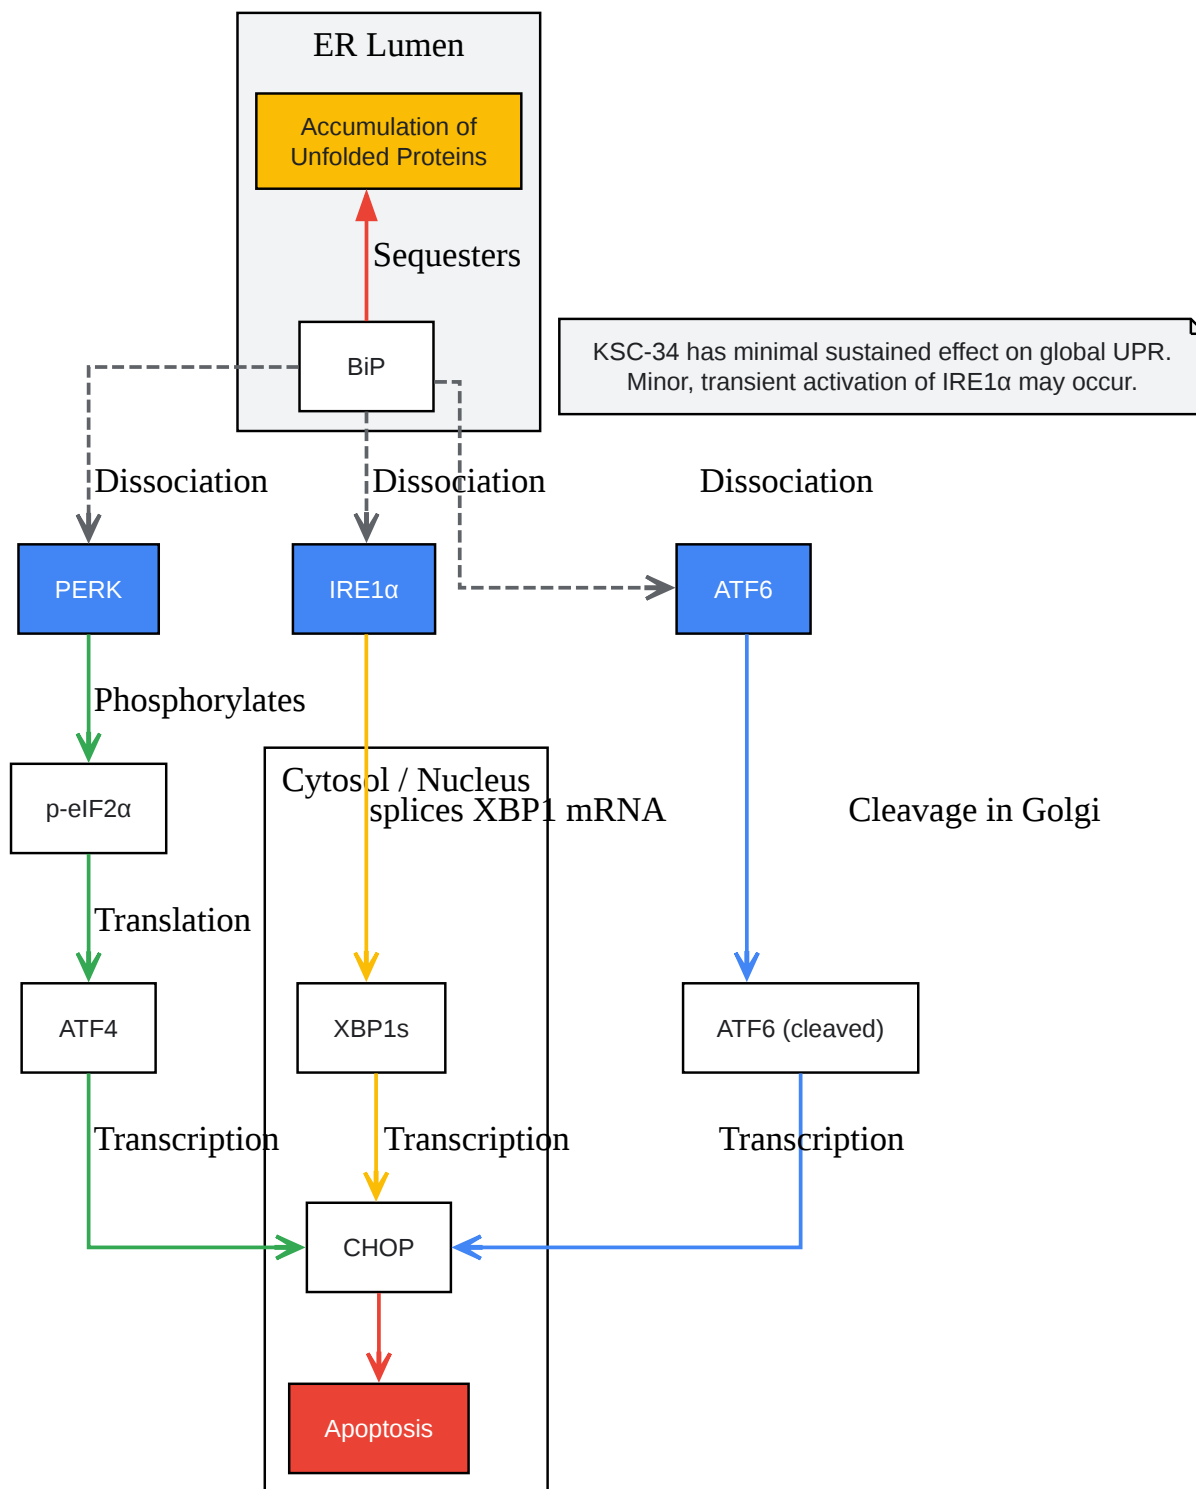 ER Lumen
Accumulation of
Unfolded Proteins
Sequesters
BiP
KSC-34 has minimal sustained effect on global UPR.
Minor, transient activation of IRE1α may occur.
Dissociation
Dissociation
Dissociation
PERK
IRE1α
ATF6
Phosphorylates
Cytosol / Nucleus
p-eIF2α
splices XBP1 mRNA
Cleavage in Golgi
Translation
ATF4
XBP1s
ATF6 (cleaved)
Transcription
Transcription
Transcription
CHOP
Apoptosis